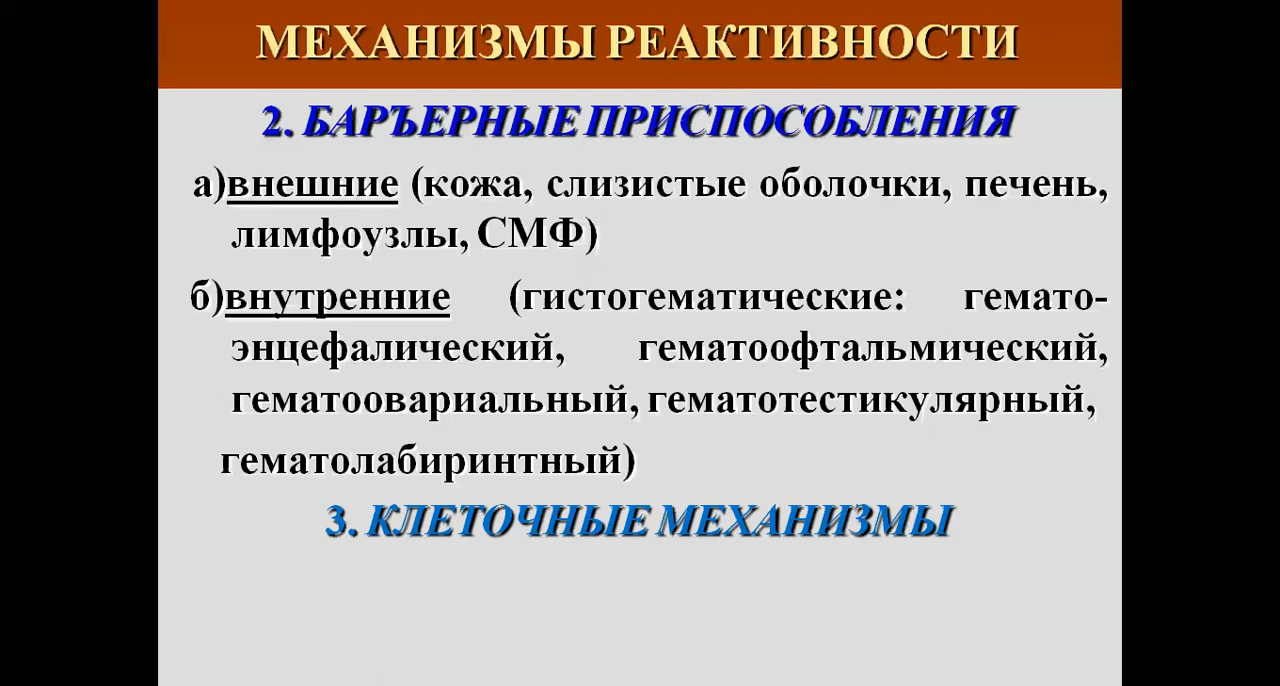 МЕХАНИЗМЫ РЕАКТИВНОСТИ
2. БАРЪЕРНЫЕ ПРИСПОСОБЛЕНИЯ
а)внешние (кожа, слизистые оболочки, печень,
лимфоузлы, СМФ)
б)внутренние (гистогематические: гемато-
энцефалический, гематоофтальмический,
гематоовариальный, гематотестикулярный,
гематолабиринтный)
3. КЛЕТОЧНЫЕ МЕХАНИЗМЫ